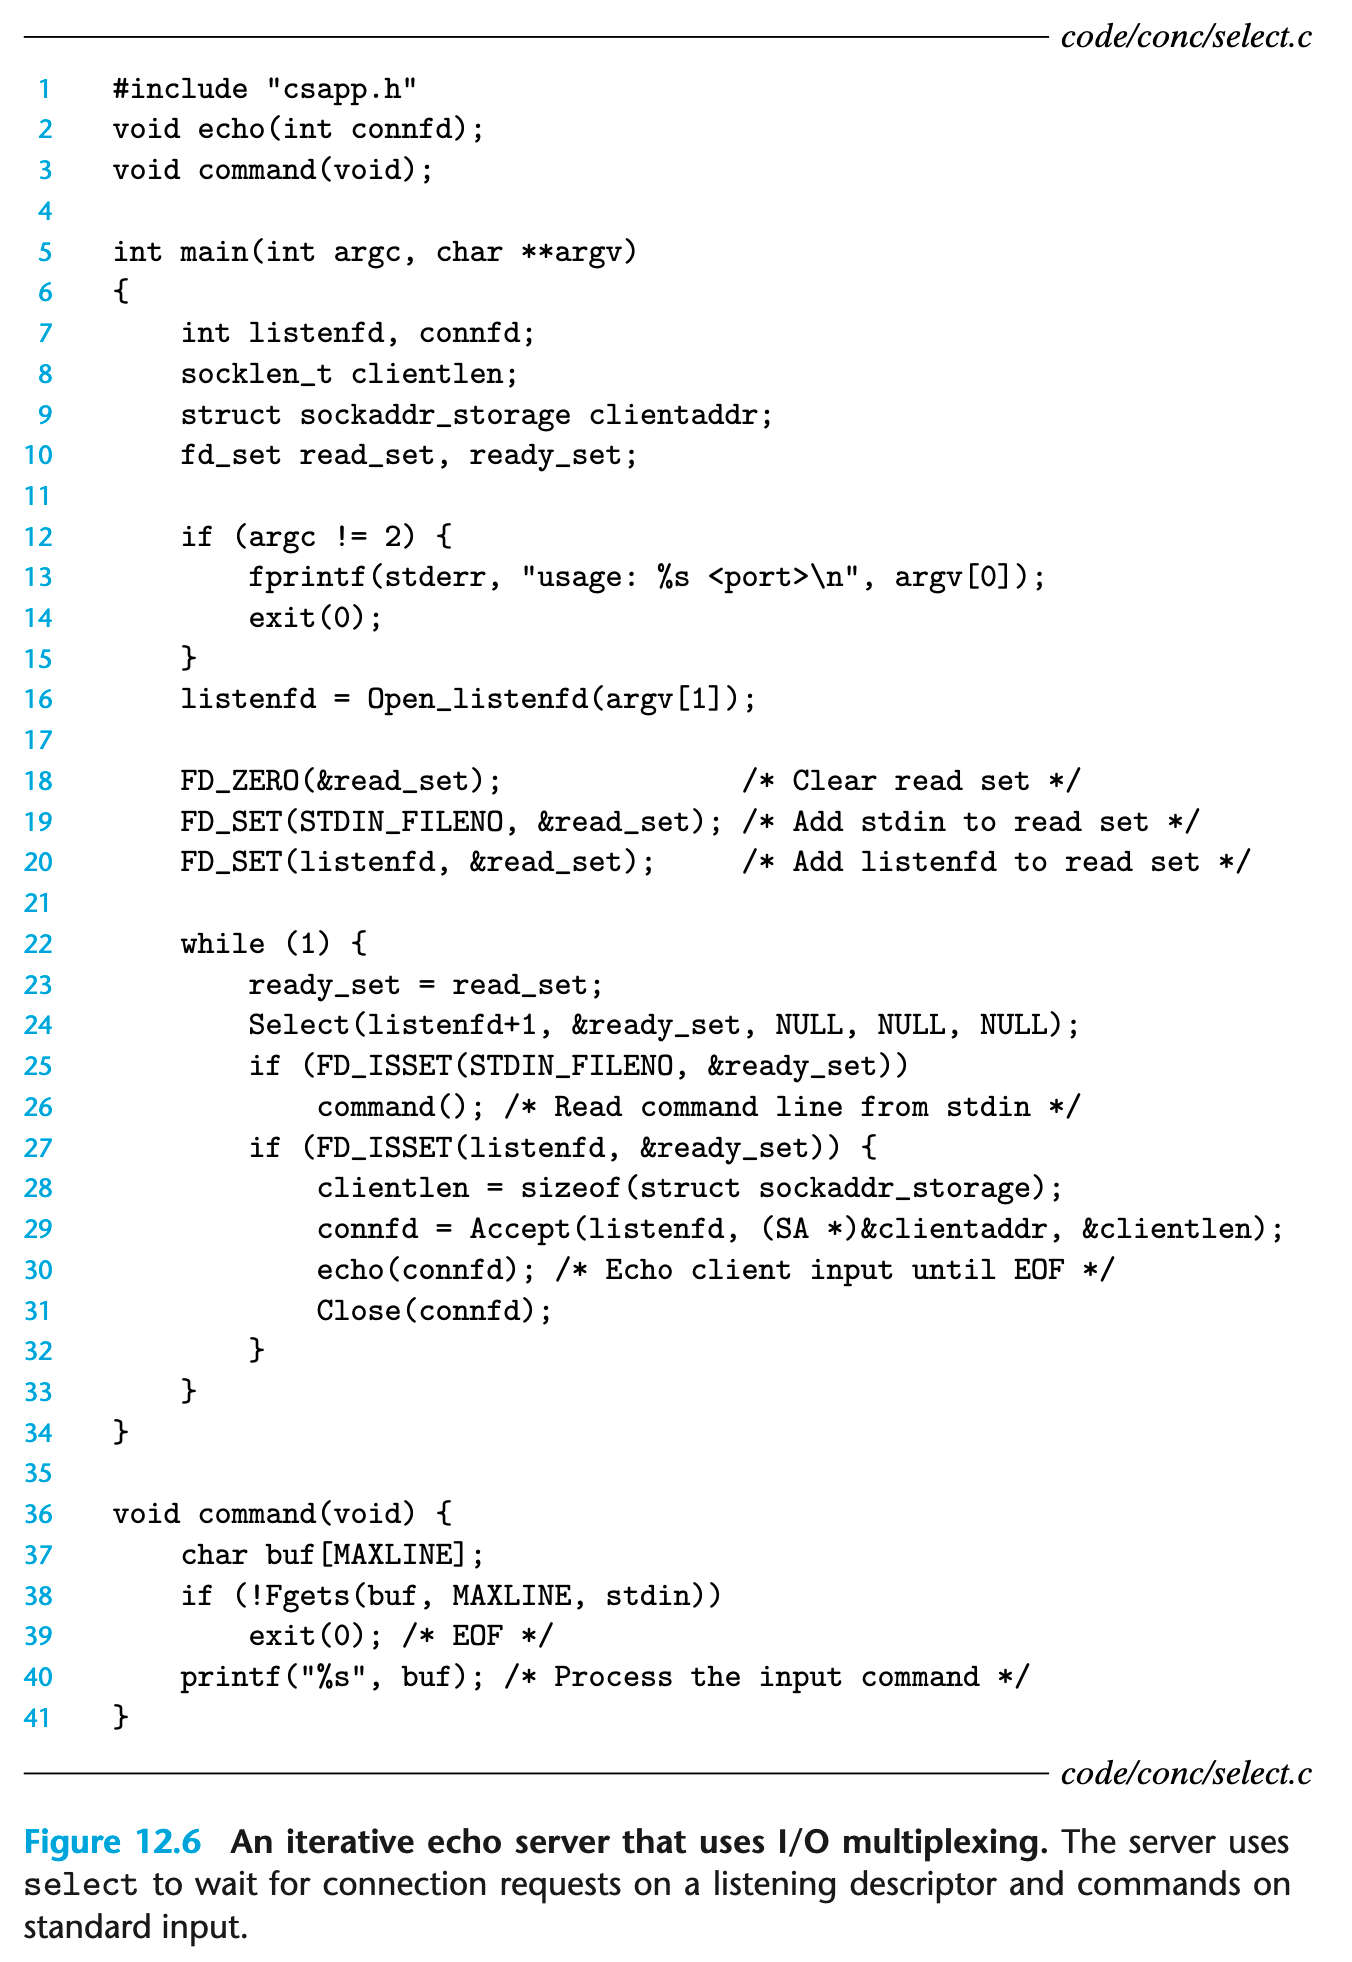 code/conc/select.c
1 #include "csapp.h"
2 void echo(int connfd);
3 void command(void);
4
5 int main(int argc, char **argv)
6 {
7     int listenfd, connfd;
8     socklen_t clientlen;
9     struct sockaddr_storage clientaddr;
10     fd_set read_set, ready_set;
11
12     if (argc != 2) {
13         fprintf(stderr, "usage: %s <port>\n", argv[0]);
14         exit(0);
15     }
16     listenfd = Open_listenfd(argv[1]);
17
18     FD_ZERO(&read_set);              /* Clear read set */
19     FD_SET(STDIN_FILENO, &read_set); /* Add stdin to read set */
20     FD_SET(listenfd, &read_set);     /* Add listenfd to read set */
21
22     while (1) {
23         ready_set = read_set;
24         Select(listenfd+1, &ready_set, NULL, NULL, NULL);
25         if (FD_ISSET(STDIN_FILENO, &ready_set))
26             command(); /* Read command line from stdin */
27         if (FD_ISSET(listenfd, &ready_set)) {
28             clientlen = sizeof(struct sockaddr_storage);
29             connfd = Accept(listenfd, (SA *)&clientaddr, &clientlen);
30             echo(connfd); /* Echo client input until EOF */
31             Close(connfd);
32         }
33     }
34 }
35
36 void command(void) {
37     char buf[MAXLINE];
38     if (!Fgets(buf, MAXLINE, stdin))
39         exit(0); /* EOF */
40     printf("%s", buf); /* Process the input command */
41 }
code/conc/select.c
Figure 12.6 An iterative echo server that uses I/O multiplexing. The server uses
select to wait for connection requests on a listening descriptor and commands on
standard input.